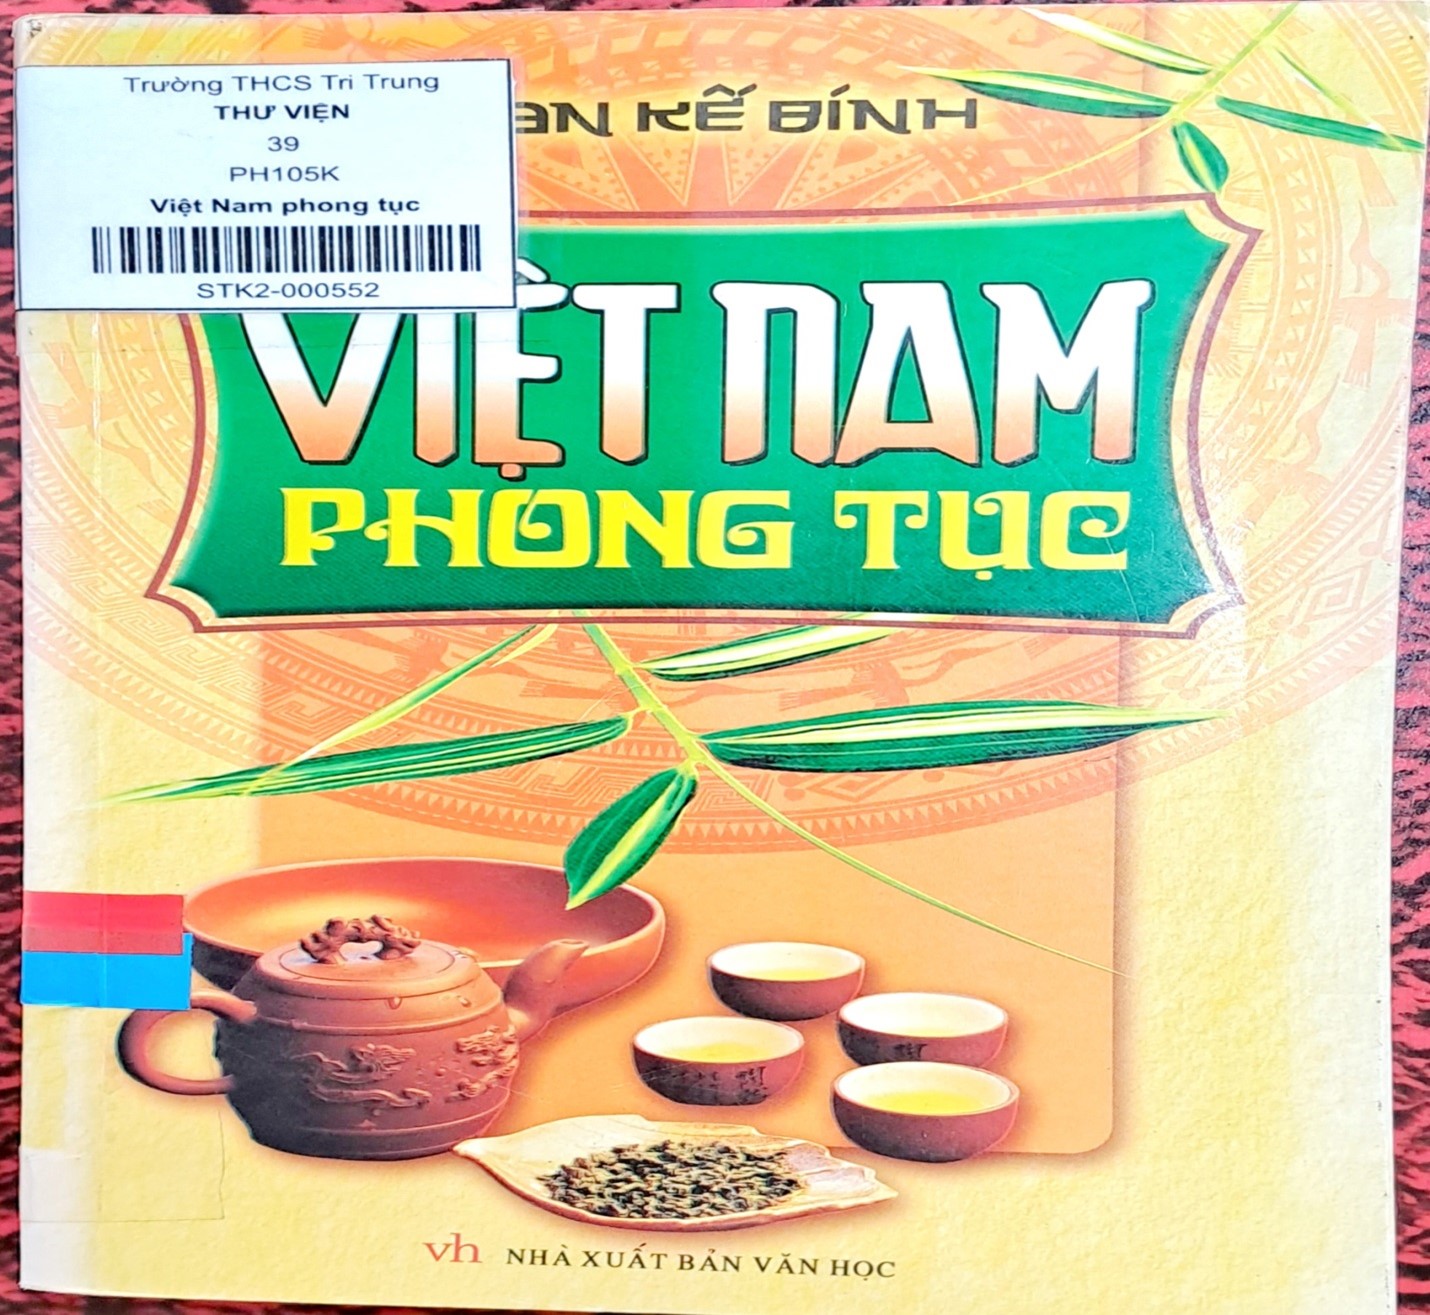 Trường THCS Tri Trung
THƯ VIỆN
39
PH105K
Việt Nam phong tục
STK2-000552
KẾ BÍNH
VIỆT NAM
PHONG TỤC
vh NHÀ XUẤT BẢN VĂN HỌC